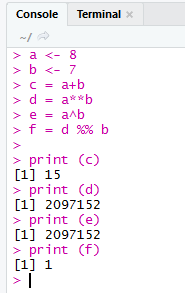 Console Terminal ×
~/
> a <- 8
> b <- 7
> c = a+b
> d = a**b
> e = a^b
> f = d %% b
>
> print (c)
[1] 15
> print (d)
[1] 2097152
> print (e)
[1] 2097152
> print (f)
[1] 1
>